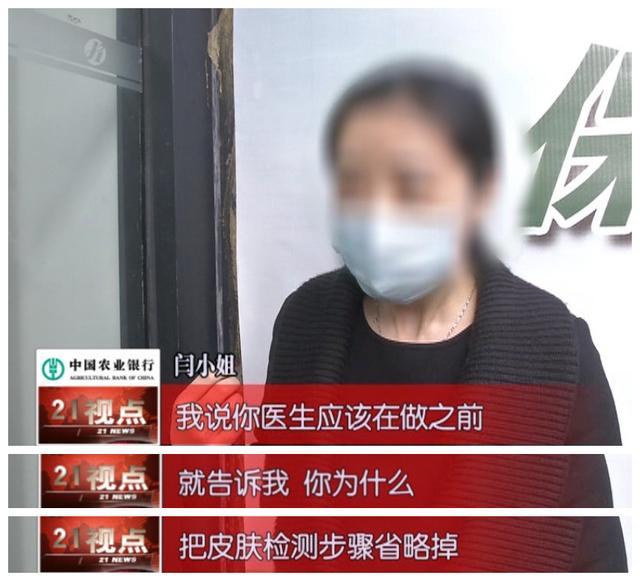 保
中国农业银行
AGRICULTURAL BANK OF CHINA
闫小姐
21视点
21 NEWS
我说你医生应该在做之前
21视点
21 NEWS
就告诉我 你为什么
21视点
21 NEWS
把皮肤检测步骤省略掉